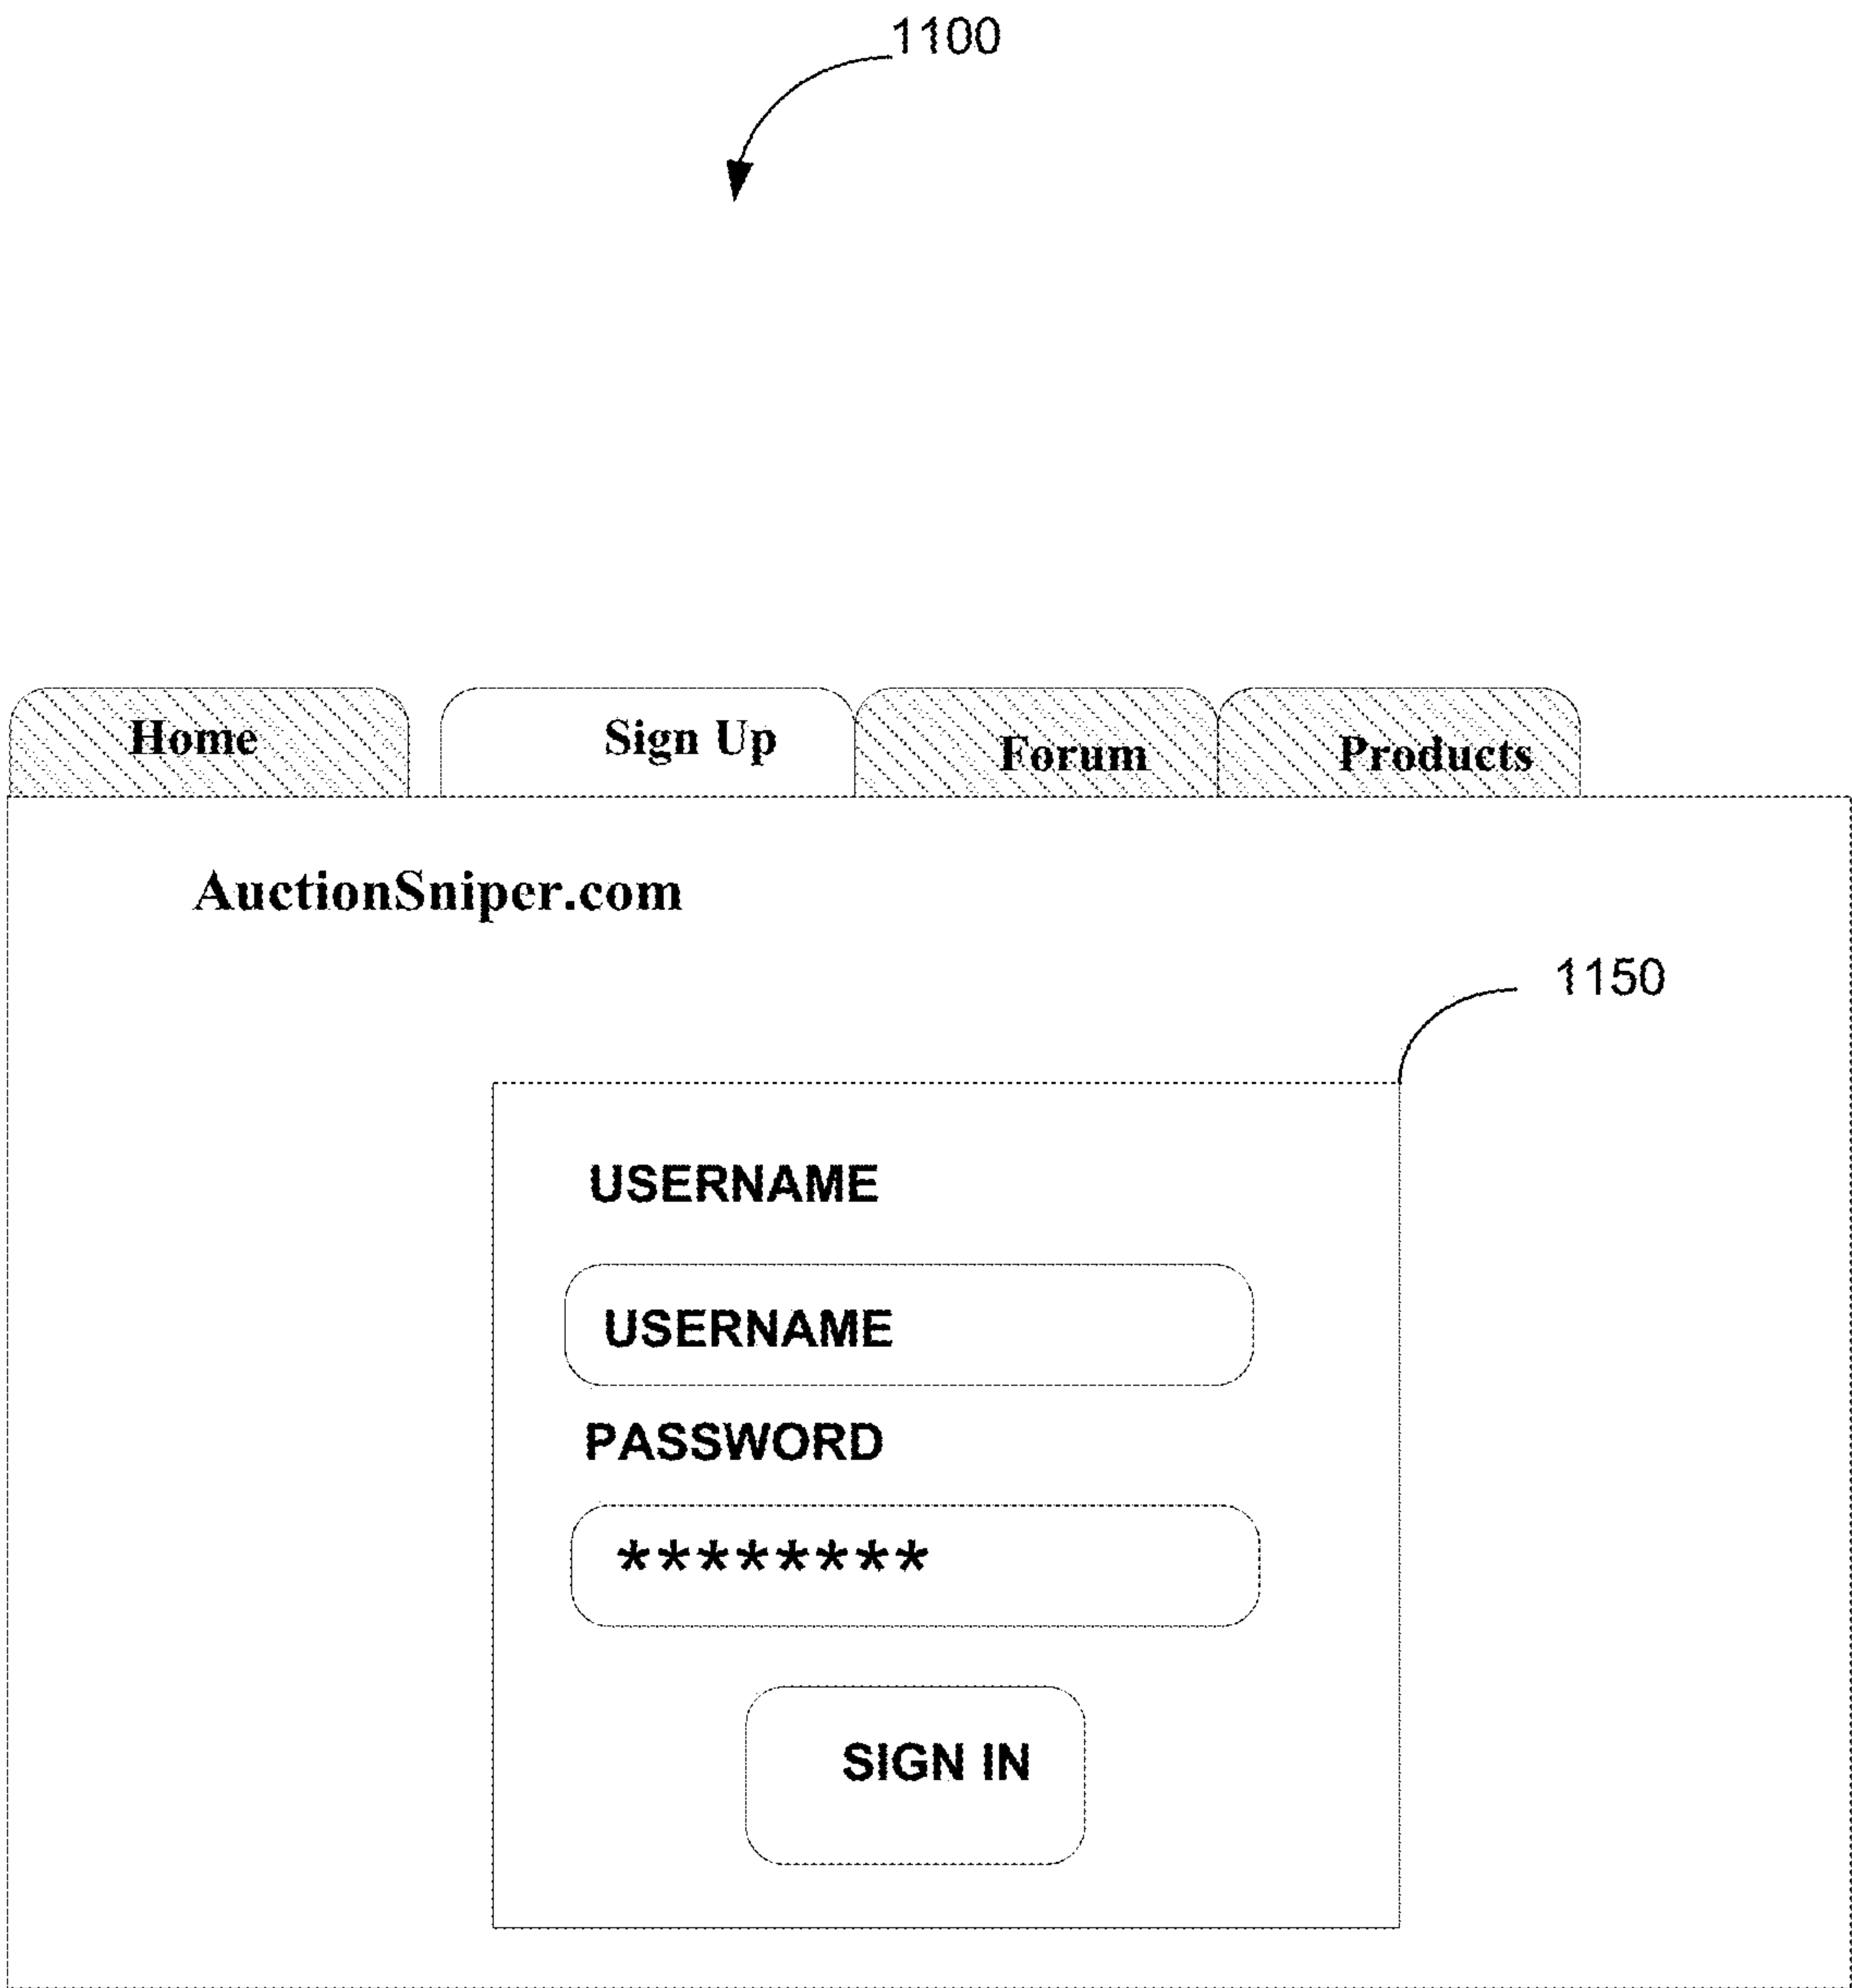 1100
Home
Sign Up
Forum
Products
AuctionSniper.com
1150
USERNAME
USERNAME
PASSWORD
********
SIGN IN